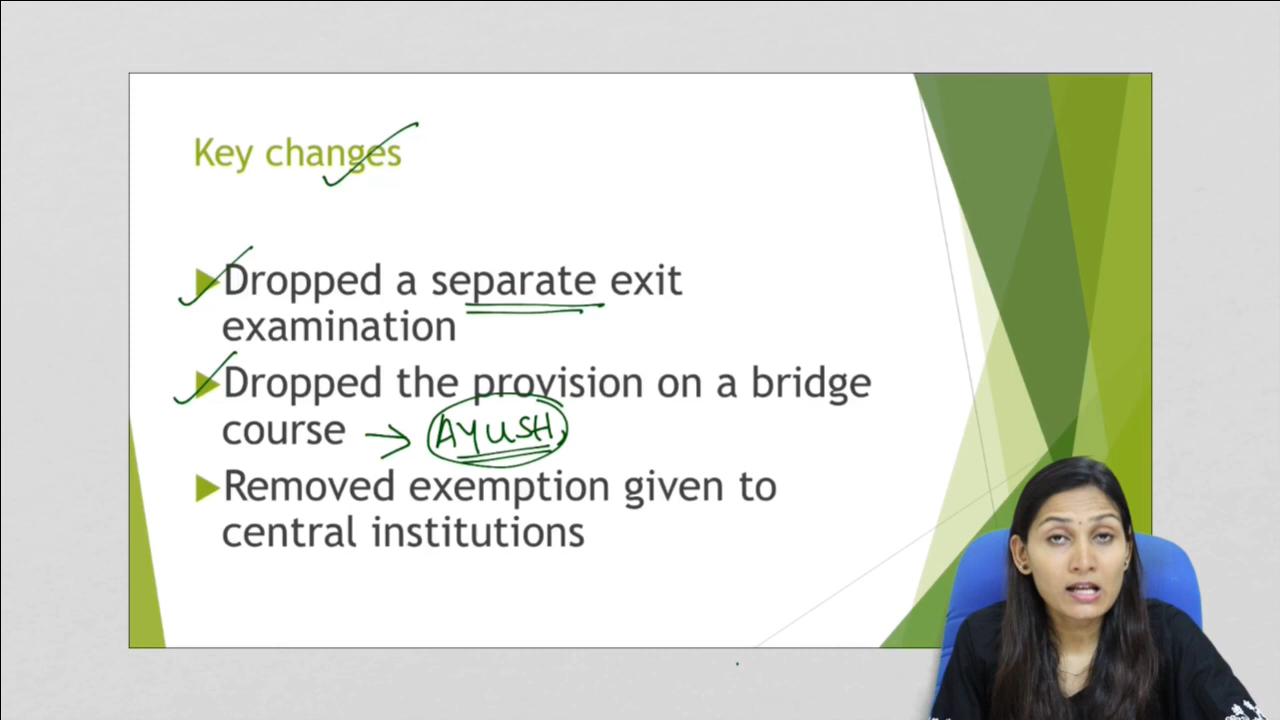 Key changes
Dropped a separate exit
examination
Dropped the provision on a bridge
course → AYUSH
Removed exemption given to
central institutions